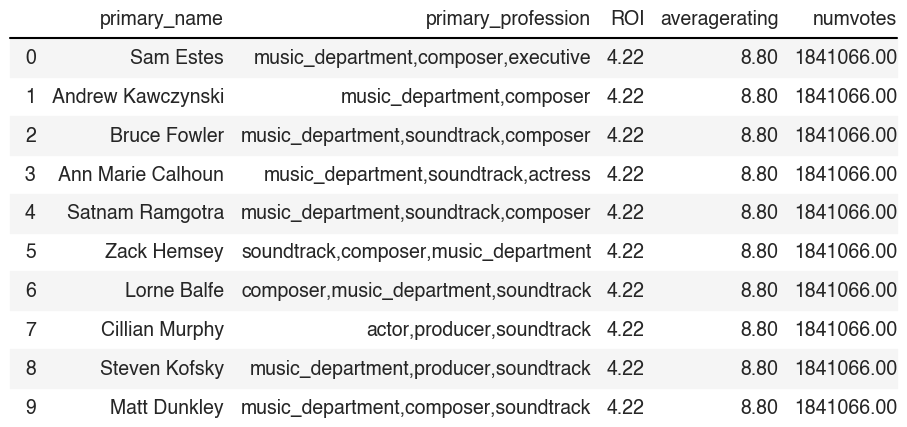 primary_name primary_profession ROI averagerating numvotes
0 Sam Estes music_department,composer,executive 4.22 8.80 1841066.00
1 Andrew Kawczynski music_department,composer 4.22 8.80 1841066.00
2 Bruce Fowler music_department,soundtrack,composer 4.22 8.80 1841066.00
3 Ann Marie Calhoun music_department,soundtrack,actress 4.22 8.80 1841066.00
4 Satnam Ramgotra music_department,soundtrack,composer 4.22 8.80 1841066.00
5 Zack Hemsey soundtrack,composer,music_department 4.22 8.80 1841066.00
6 Lorne Balfe composer,music_department,soundtrack 4.22 8.80 1841066.00
7 Cillian Murphy actor,producer,soundtrack 4.22 8.80 1841066.00
8 Steven Kofsky music_department,producer,soundtrack 4.22 8.80 1841066.00
9 Matt Dunkley music_department,composer,soundtrack 4.22 8.80 1841066.00